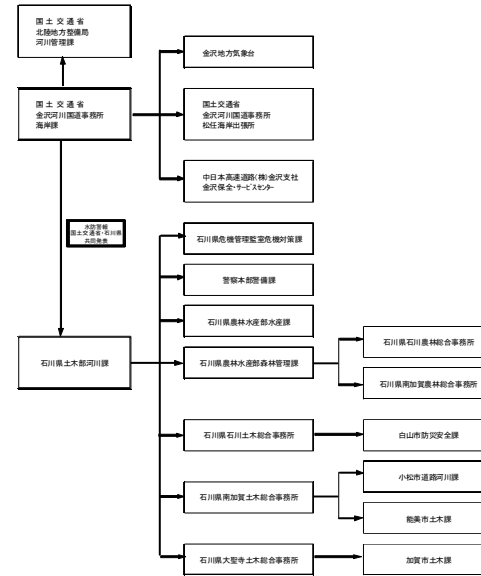 国土交通省
北陸地方整備局
河川管理課
金沢地方気象台
国土交通省
金沢河川国道事務所
海岸課
国土交通省
金沢河川国道事務所
松任海岸出張所
中日本高速道路(株)金沢支社
金沢保全・サービスセンター
水防警報
国土交通省・石川県
共同発表
石川県危機管理監室危機対策課
警察本部警備課
石川県農林水産部水産課
石川県土木部河川課
石川県農林水産部森林管理課
石川県石川農林総合事務所
石川県南加賀農林総合事務所
石川県石川土木総合事務所
白山市防災安全課
石川県南加賀土木総合事務所
小松市道路河川課
能美市土木課
石川県大聖寺土木総合事務所
加賀市土木課